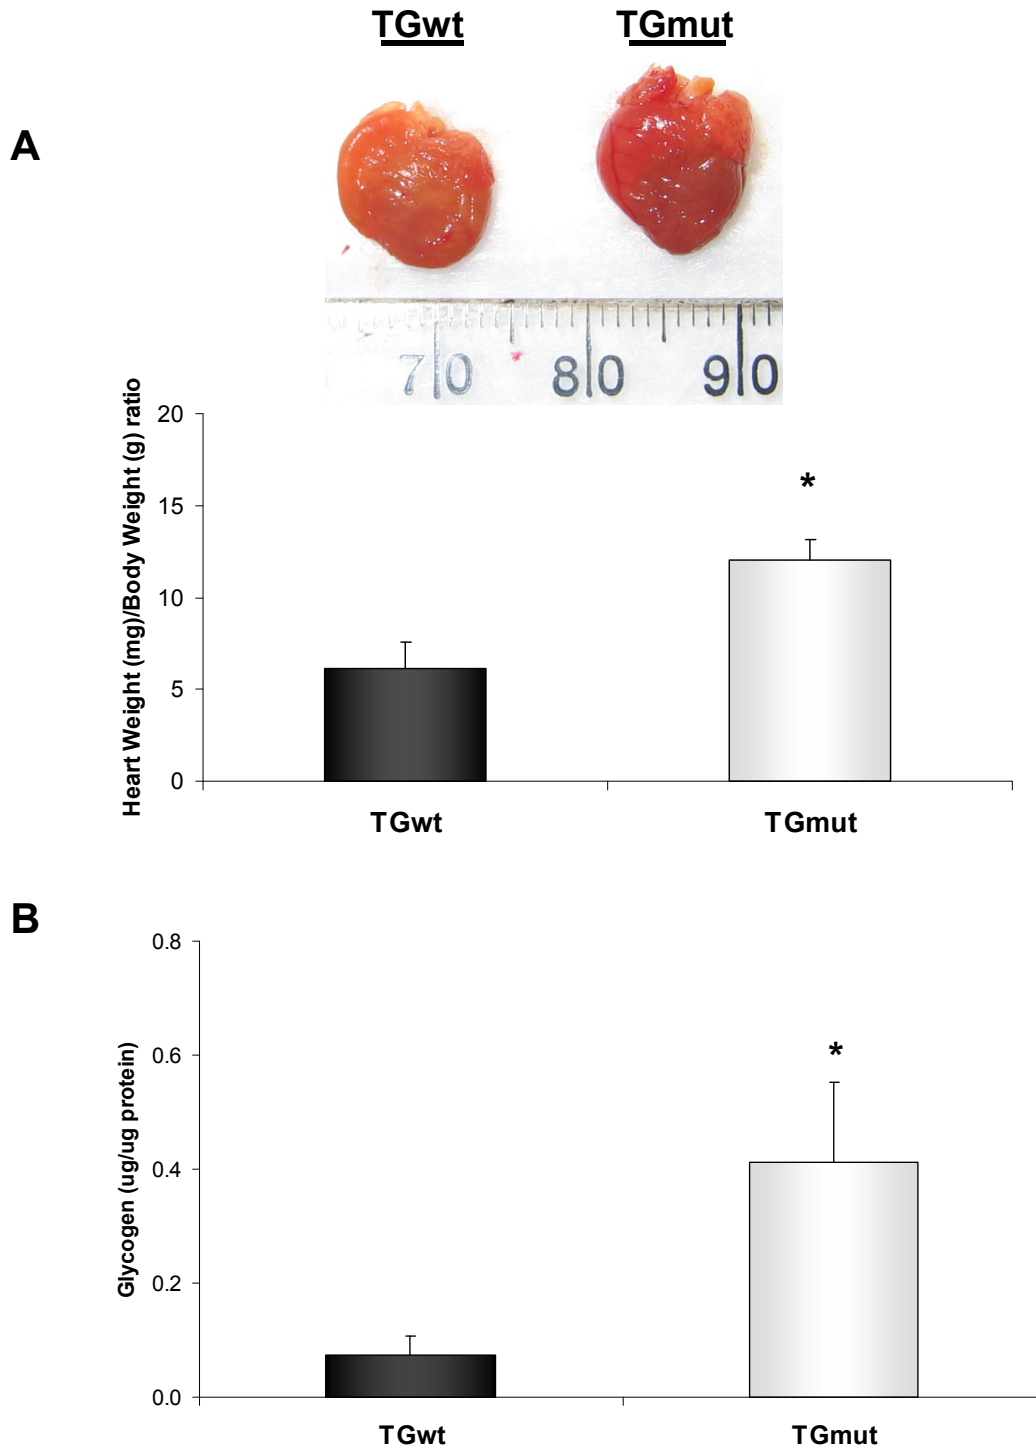 TGwt TGmut
A
70 80 90
Heart Weight (mg)/Body Weight (g) ratio
20
15
10
5
0
*
TGwt TGmut
B
Glycogen (ug/ug protein)
0.8
0.6
0.4
0.2
0.0
*
TGwt TGmut